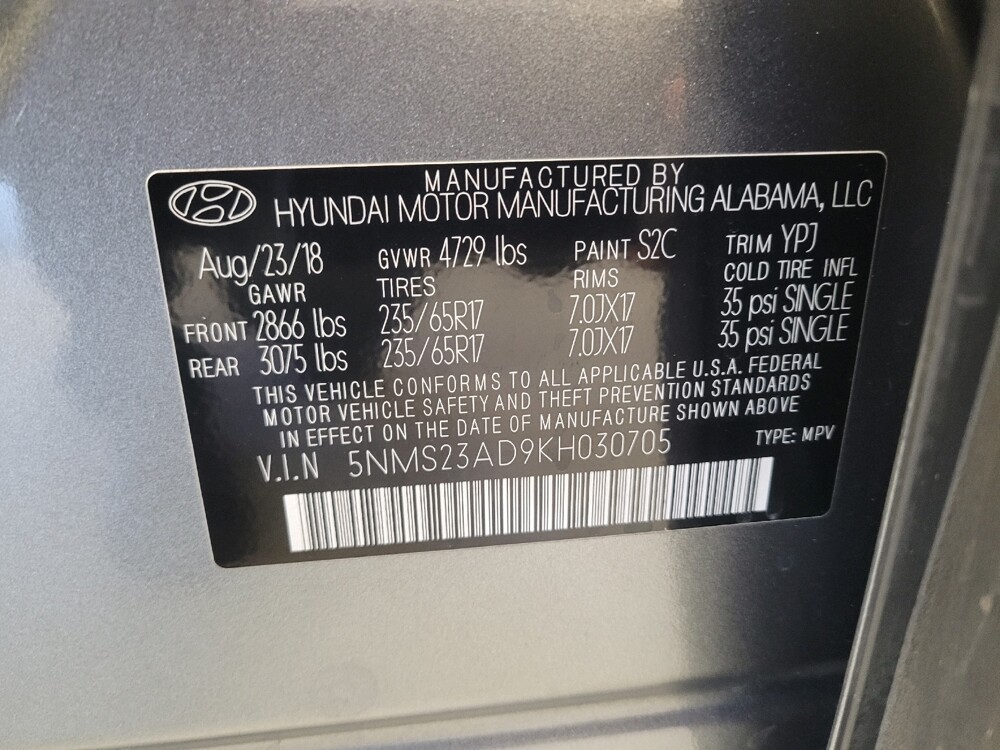 MANUFACTURED BY
HYUNDAI MOTOR MANUFACTURING ALABAMA, LLC
Aug/23/18 GVWR 4729 lbs PAINT S2C TRIM YPJ
GAWR TIRES RIMS COLD TIRE INFL
FRONT 2866 lbs 235/65R17 7.0JX17 35 psi SINGLE
REAR 3075 lbs 235/65R17 7.0JX17 35 psi SINGLE
THIS VEHICLE CONFORMS TO ALL APPLICABLE U.S.A. FEDERAL
MOTOR VEHICLE SAFETY AND THEFT PREVENTION STANDARDS
IN EFFECT ON THE DATE OF MANUFACTURE SHOWN ABOVE
V.I.N 5NMS23AD9KH030705 TYPE: MPV